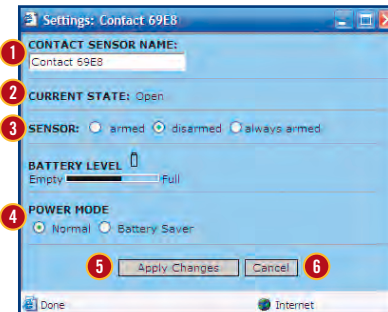 Settings: Contact 69E8
1 CONTACT SENSOR NAME:
Contact 69E8
2 CURRENT STATE: Open
3 SENSOR: armed disarmed always armed
BATTERY LEVEL
Empty Full
POWER MODE
4 Normal Battery Saver
5 Apply Changes Cancel 6
Done Internet